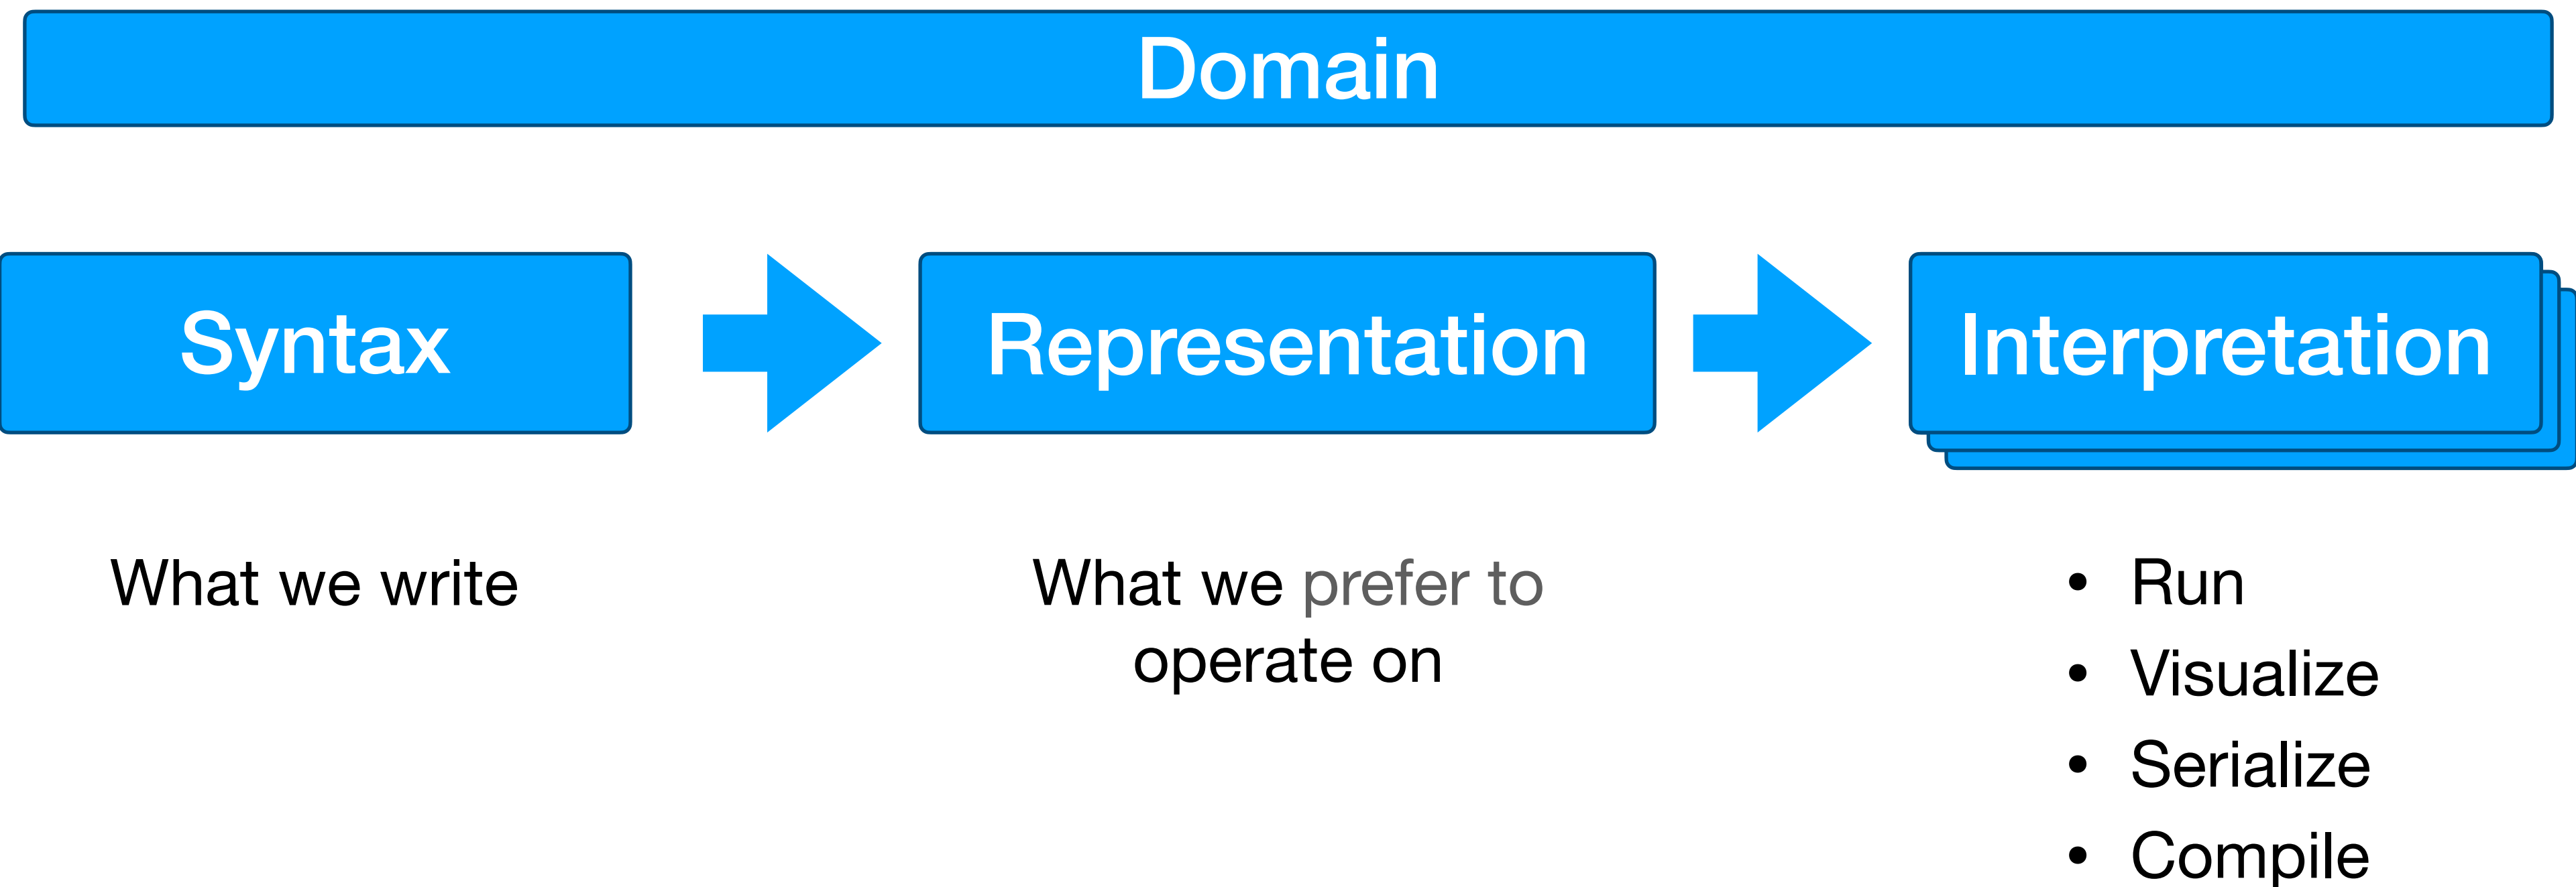 Domain
Syntax
Representation
Interpretation
What we write
What we prefer to
operate on
• Run
• Visualize
• Serialize
• Compile